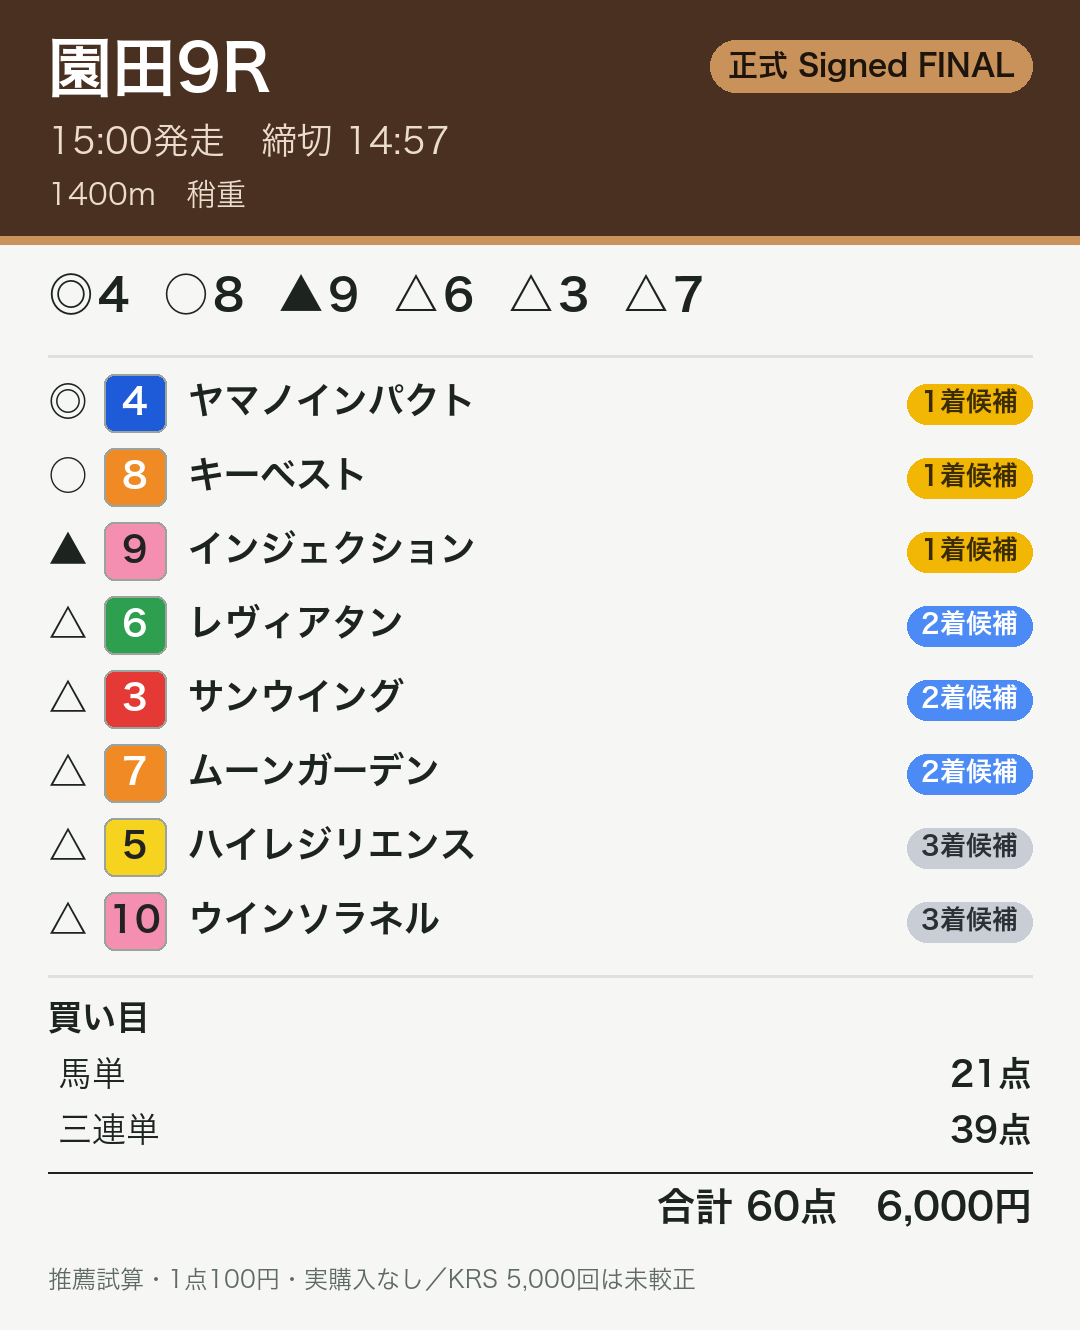 園田9R
正式 Signed FINAL
15:00発走　締切 14:57
1400m　稍重
◎4 ○8 ▲9 △6 △3 △7
◎ 4 ヤマノインパクト 1着候補
○ 8 キーベスト 1着候補
▲ 9 インジェクション 1着候補
△ 6 レヴィアタン 2着候補
△ 3 サンウイング 2着候補
△ 7 ムーンガーデン 2着候補
△ 5 ハイレジリエンス 3着候補
△ 10 ウインソラネル 3着候補
買い目
馬単 21点
三連単 39点
合計 60点　6,000円
推薦試算・1点100円・実購入なし／KRS 5,000回は未較正